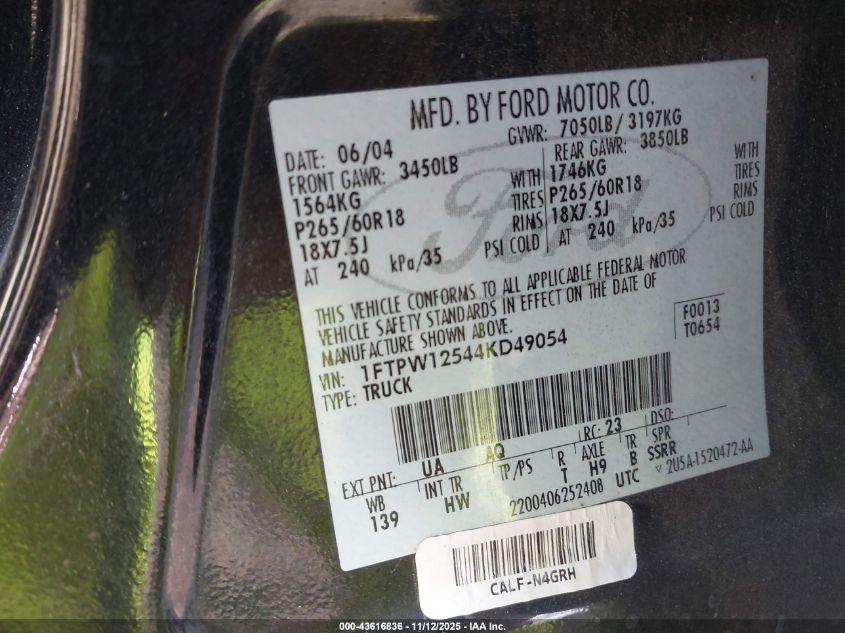 MFD. BY FORD MOTOR CO.
DATE: 06/04 GVWR: 7050LB / 3197KG
FRONT GAWR: 3450LB REAR GAWR: 3850LB
1564KG WITH 1746KG WITH
P265/60R18 TIRES P265/60R18 TIRES
18X7.5J RIMS 18X7.5J RIMS
AT 240 kPa/35 PSI COLD AT 240 kPa/35 PSI COLD
Ford
THIS VEHICLE CONFORMS TO ALL APPLICABLE FEDERAL MOTOR
VEHICLE SAFETY STANDARDS IN EFFECT ON THE DATE OF
MANUFACTURE SHOWN ABOVE.
VIN: 1FTPW12544KD49054
TYPE: TRUCK
F0013
T0654
EXT PNT: UA AQ RC: 23 DSO:
WB INT TR TP/PS R AXLE TR SPR
139 HW T H9 B SSRR
2200406252408 UTC 2U5A-1520472-AA
CALF-N4GRH
000-43616836 - 11/12/2025 - IAA Inc.